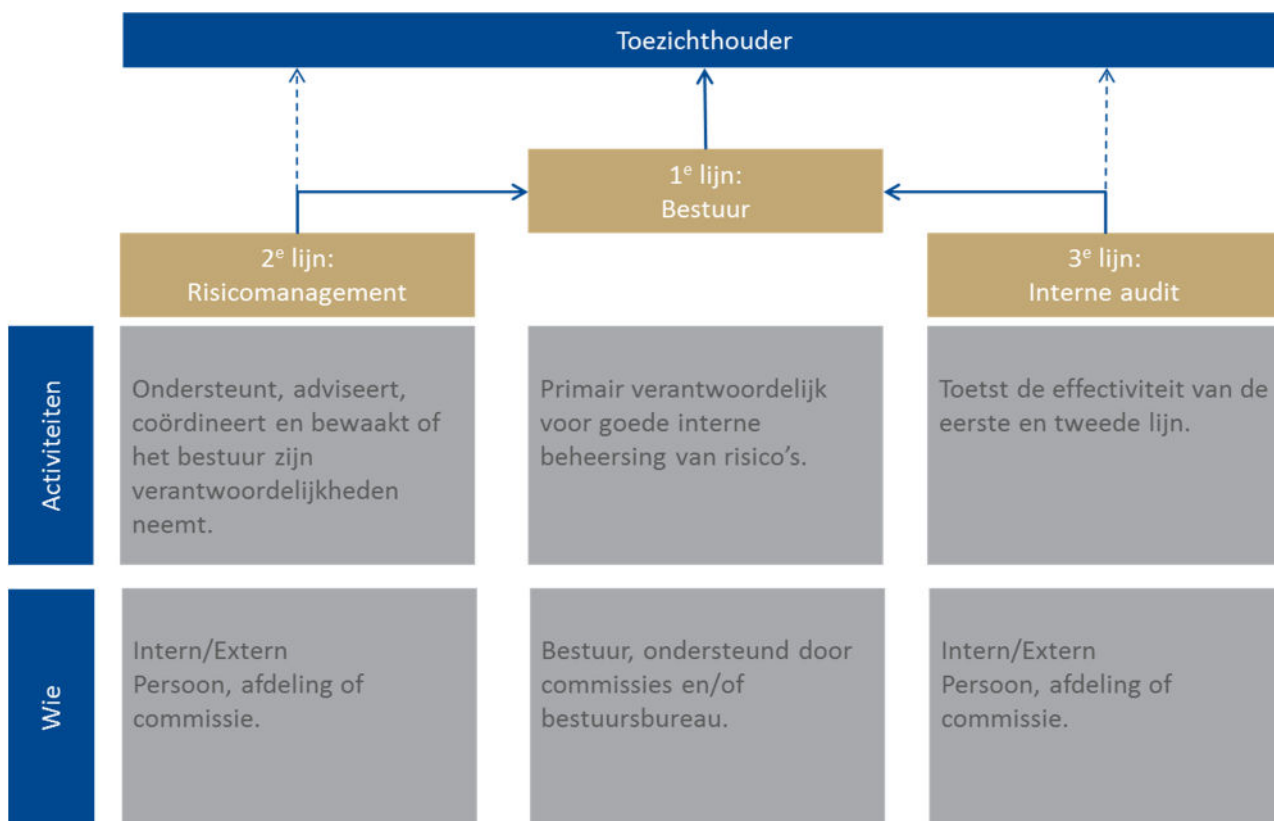 Toezichthouder
1e lijn:
Bestuur
2e lijn:
Risicomanagement
3e lijn:
Interne audit
Activiteiten
Ondersteunt, adviseert,
coördineert en bewaakt of
het bestuur zijn
verantwoordelijkheden
neemt.
Primair verantwoordelijk
voor goede interne
beheersing van risico’s.
Toetst de effectiviteit van de
eerste en tweede lijn.
Wie
Intern/Extern
Persoon, afdeling of
commissie.
Bestuur, ondersteund door
commissies en/of
bestuursbureau.
Intern/Extern
Persoon, afdeling of
commissie.